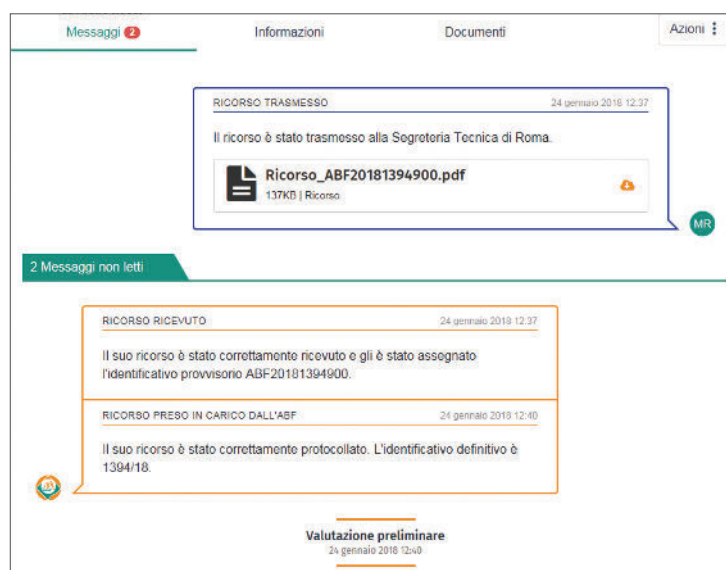 Messaggi 2
Informazioni
Documenti
Azioni
RICORSO TRASMESSO
24 gennaio 2018 12:37
Il ricorso è stato trasmesso alla Segreteria Tecnica di Roma.
Ricorso_ABF20181394900.pdf
137KB | Ricorso
MR
2 Messaggi non letti
RICORSO RICEVUTO
24 gennaio 2018 12:37
Il suo ricorso è stato correttamente ricevuto e gli è stato assegnato
l'identificativo provvisorio ABF20181394900.
RICORSO PRESO IN CARICO DALL'ABF
24 gennaio 2018 12:40
Il suo ricorso è stato correttamente protocollato. L'identificativo definitivo è
1394/18.
Valutazione preliminare
24 gennaio 2018 12:40